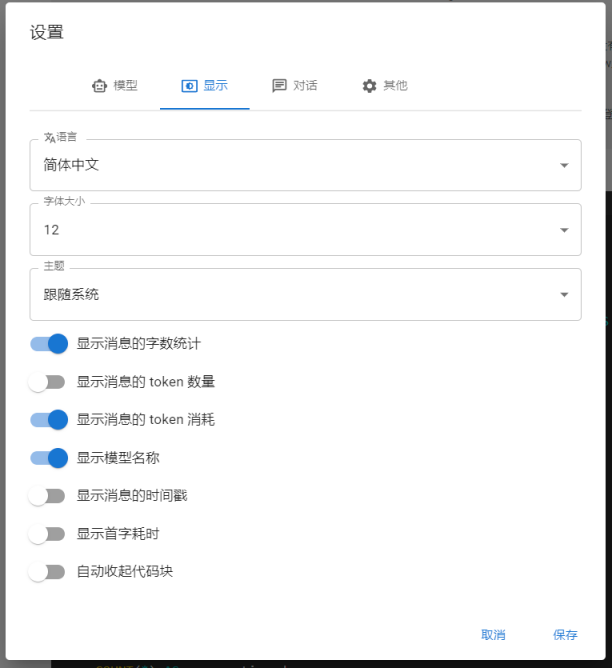 设置
模型
显示
对话
其他
语言
简体中文
字体大小
12
主题
跟随系统
显示消息的字数统计
显示消息的 token 数量
显示消息的 token 消耗
显示模型名称
显示消息的时间戳
显示首字耗时
自动收起代码块
取消
保存